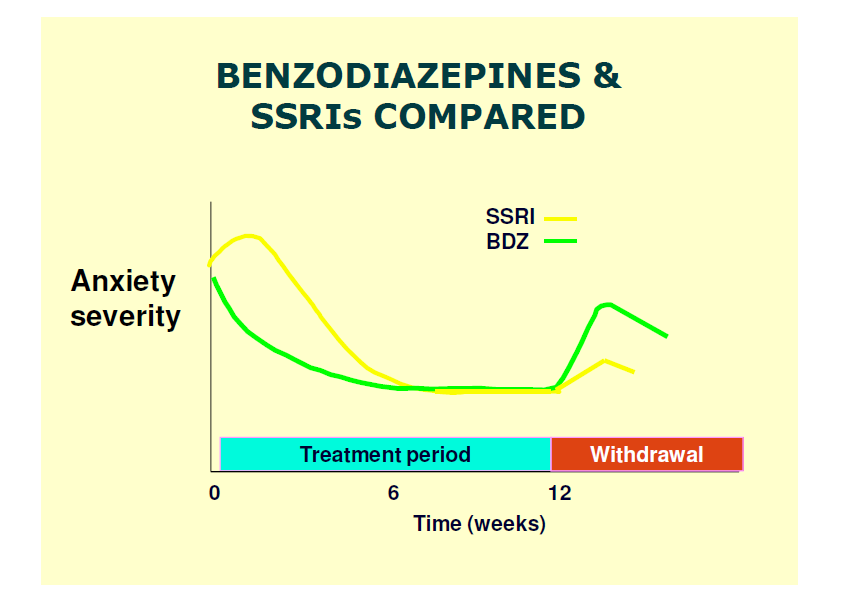 BENZODIAZEPINES &
SSRIs COMPARED
SSRI
BDZ
Anxiety
severity
Treatment period
Withdrawal
0
6
12
Time (weeks)